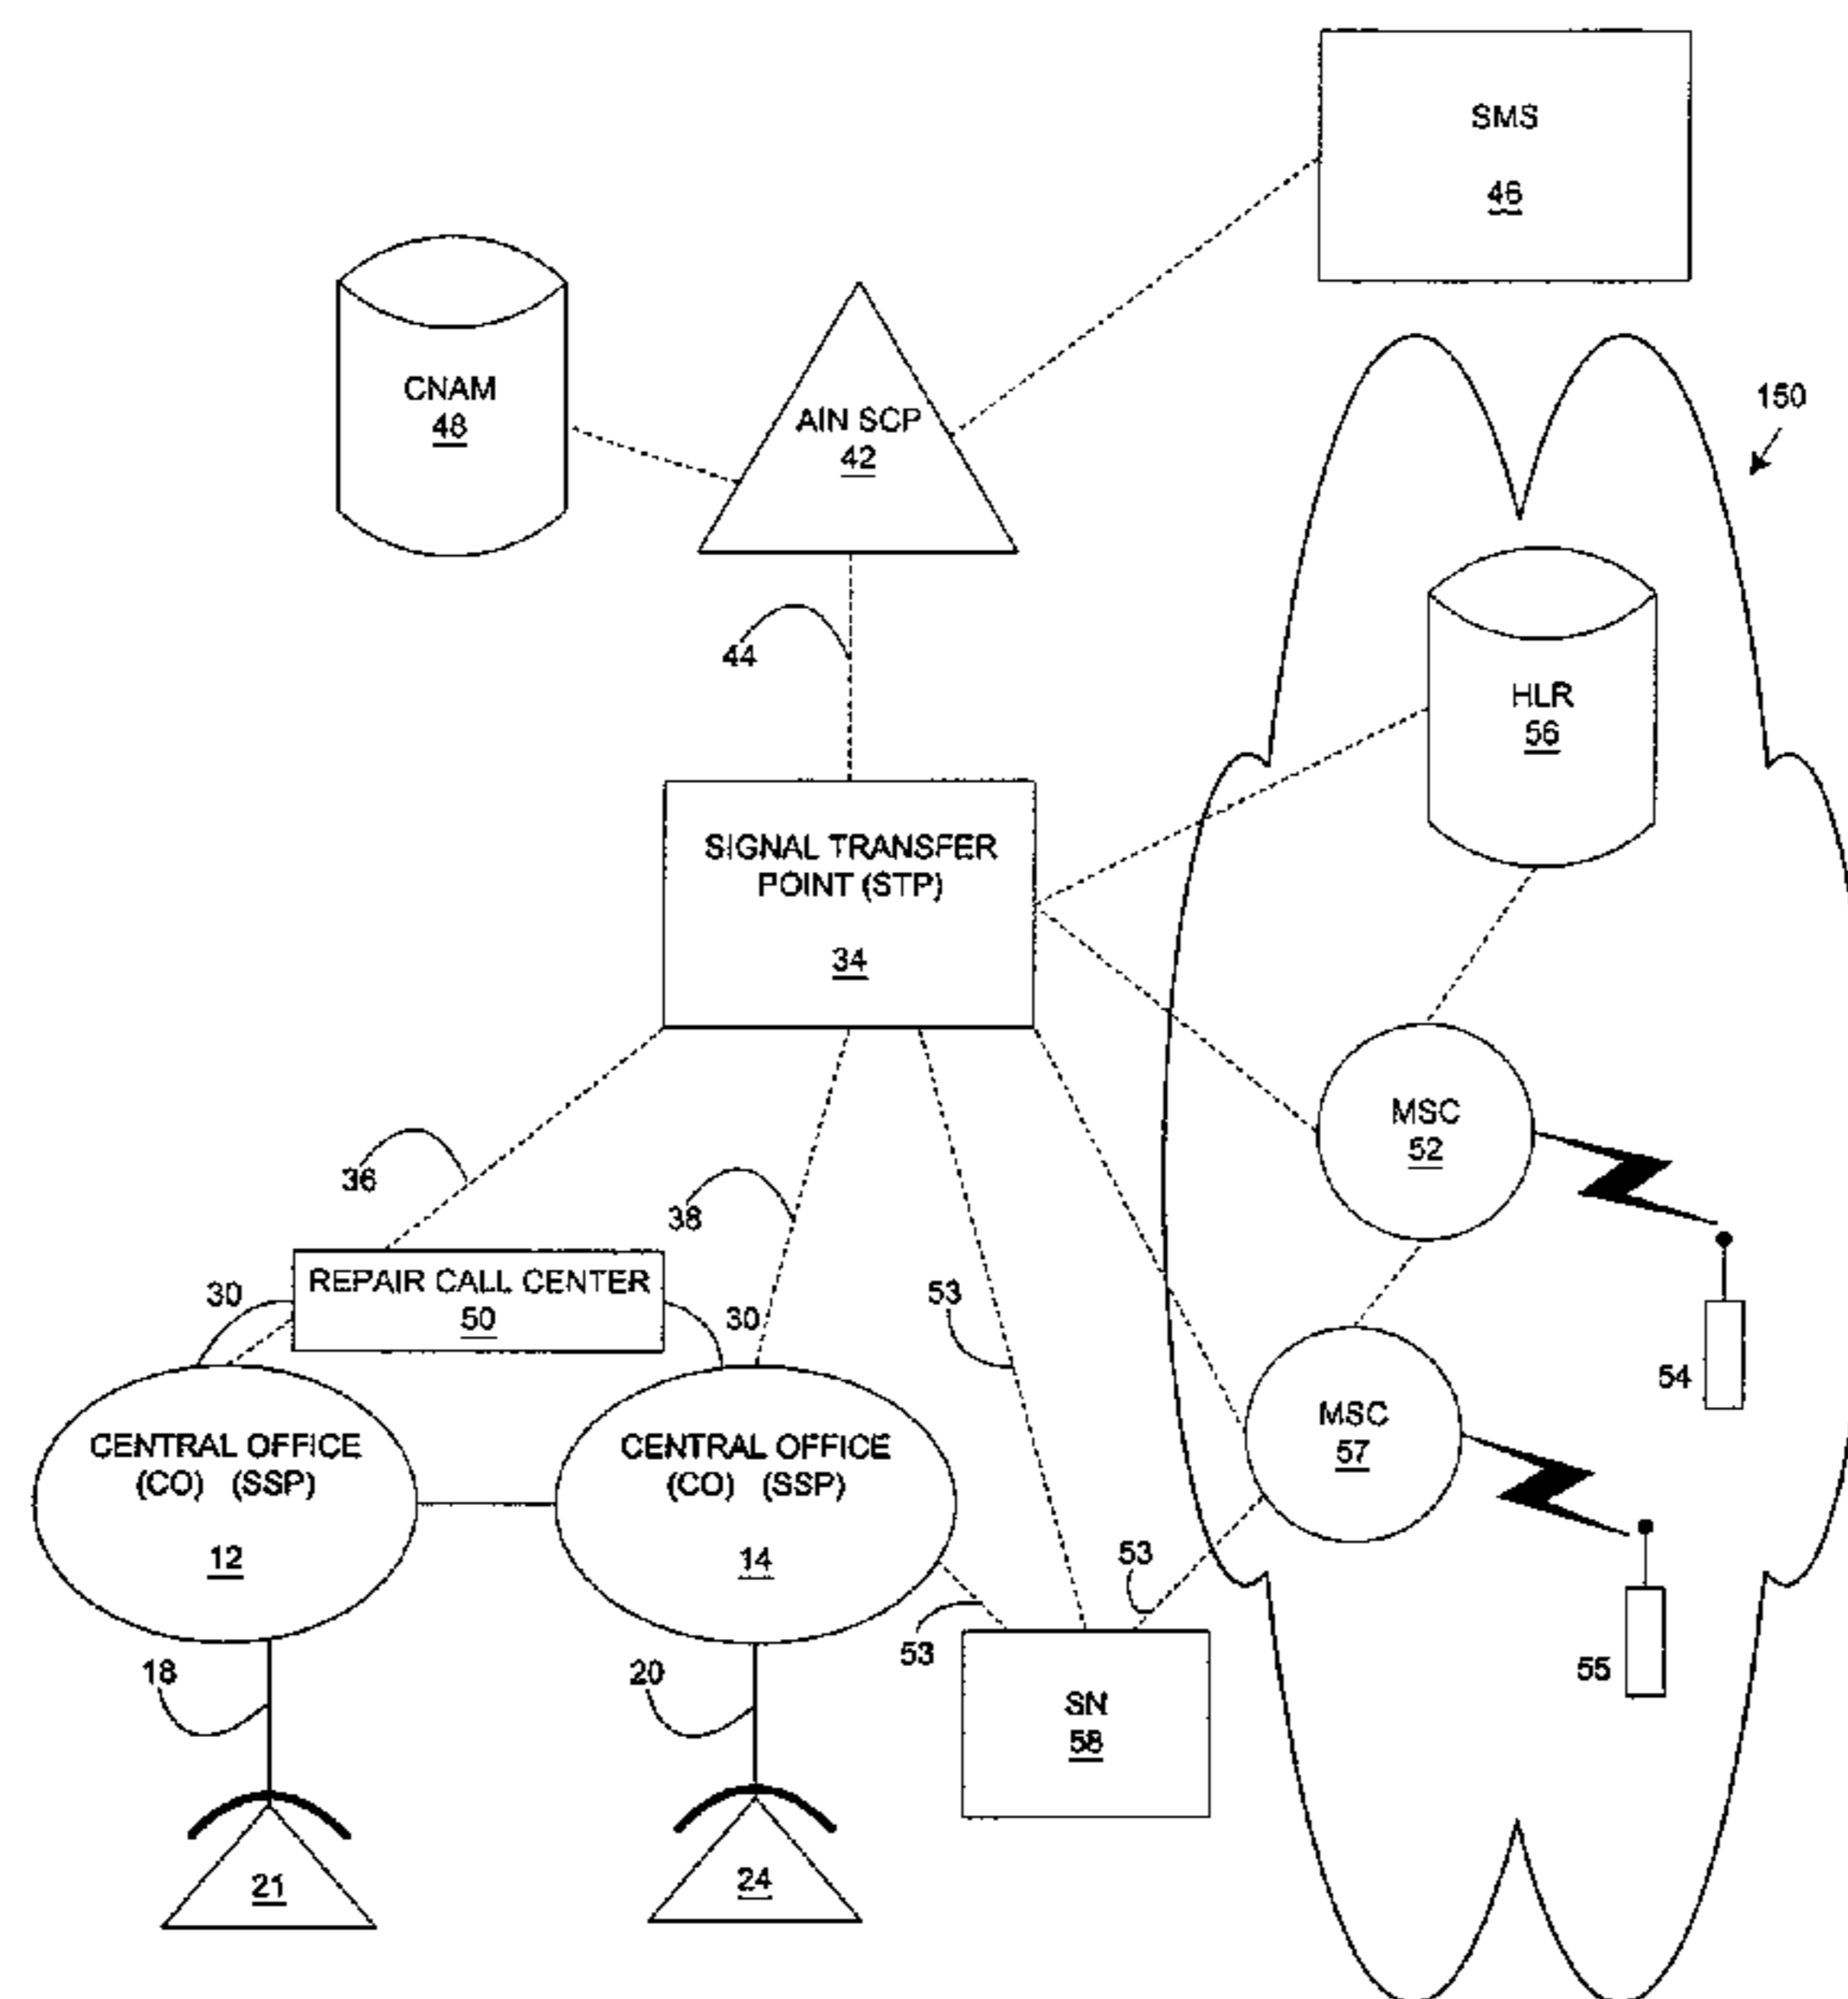 SMS
46
150
CNAM
48
AIN SCP
42
44
HLR
56
SIGNAL TRANSFER
POINT (STP)
34
MSC
52
36
38
REPAIR CALL CENTER
50
30
30
53
54
CENTRAL OFFICE
(CO) (SSP)
12
CENTRAL OFFICE
(CO) (SSP)
14
MSC
57
53
53
18
20
55
SN
58
21
24